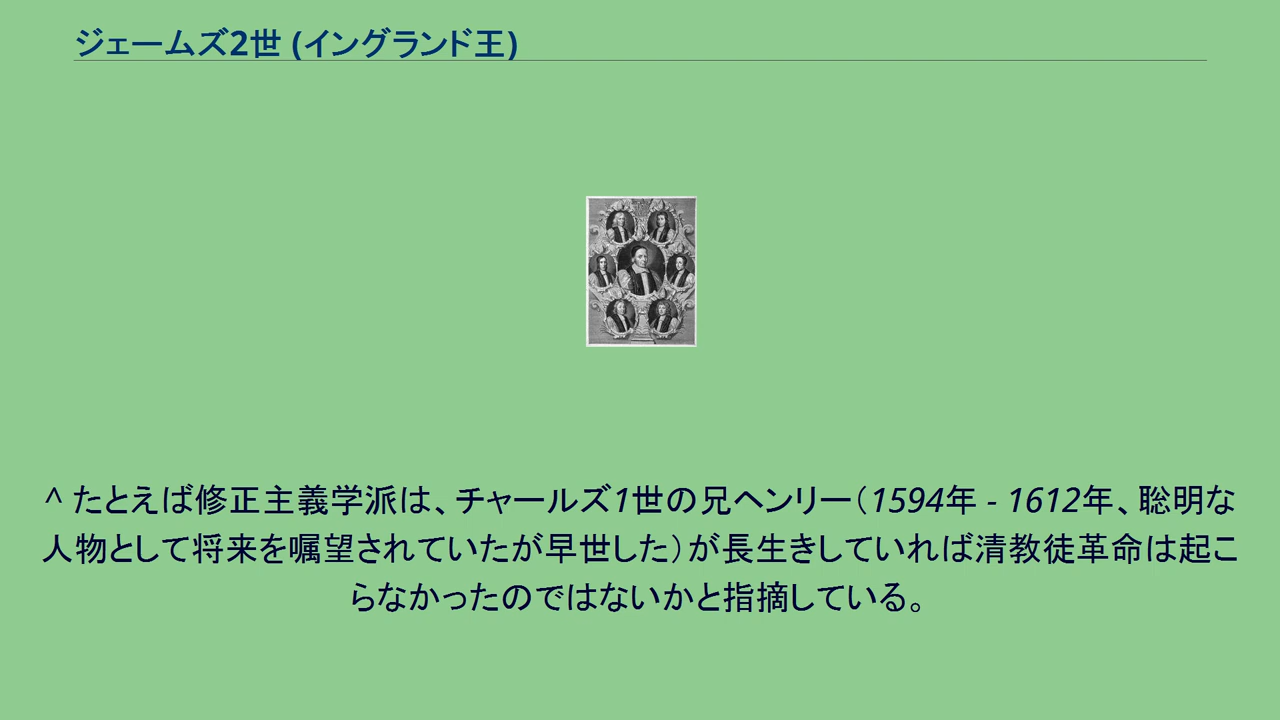 ジェームズ2世 (イングランド王)
^ たとえば修正主義学派は、チャールズ1世の兄ヘンリー（1594年 - 1612年、聡明な
人物として将来を嘱望されていたが早世した）が長生きしていれば清教徒革命は起こ
らなかったのではないかと指摘している。